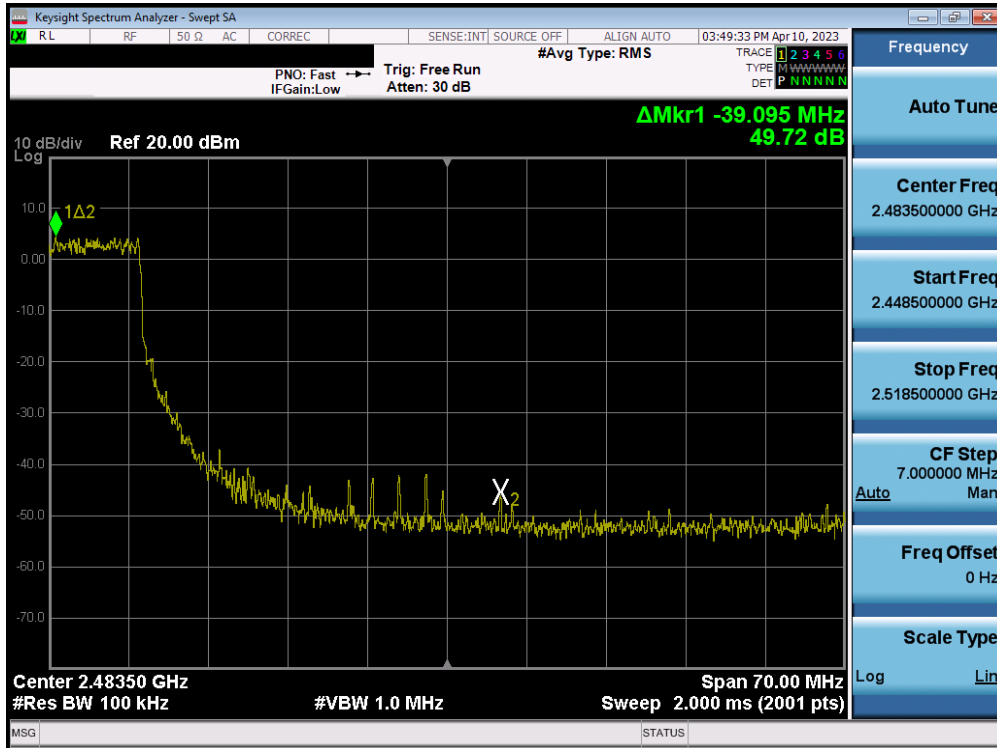 Keysight Spectrum Analyzer - Swept SA
LXI RL RF 50 Ω AC CORREC SENSE:INT SOURCE OFF ALIGN AUTO 03:49:33 PM Apr 10, 2023
#Avg Type: RMS
TRACE 1 2 3 4 5 6
PNO: Fast Trig: Free Run
TYPE M WWWWW
IFGain:Low Atten: 30 dB
DET P N N N N N
ΔMkr1 -39.095 MHz
49.72 dB
10 dB/div Ref 20.00 dBm
Log
10.0
1Δ2
0.00
-10.0
-20.0
-30.0
-40.0
X2
-50.0
-60.0
-70.0
Center 2.48350 GHz Span 70.00 MHz
#Res BW 100 kHz #VBW 1.0 MHz Sweep 2.000 ms (2001 pts)
MSG STATUS
Frequency
Auto Tune
Center Freq
2.483500000 GHz
Start Freq
2.448500000 GHz
Stop Freq
2.518500000 GHz
CF Step
7.000000 MHz
Auto Man
Freq Offset
0 Hz
Scale Type
Log Lin